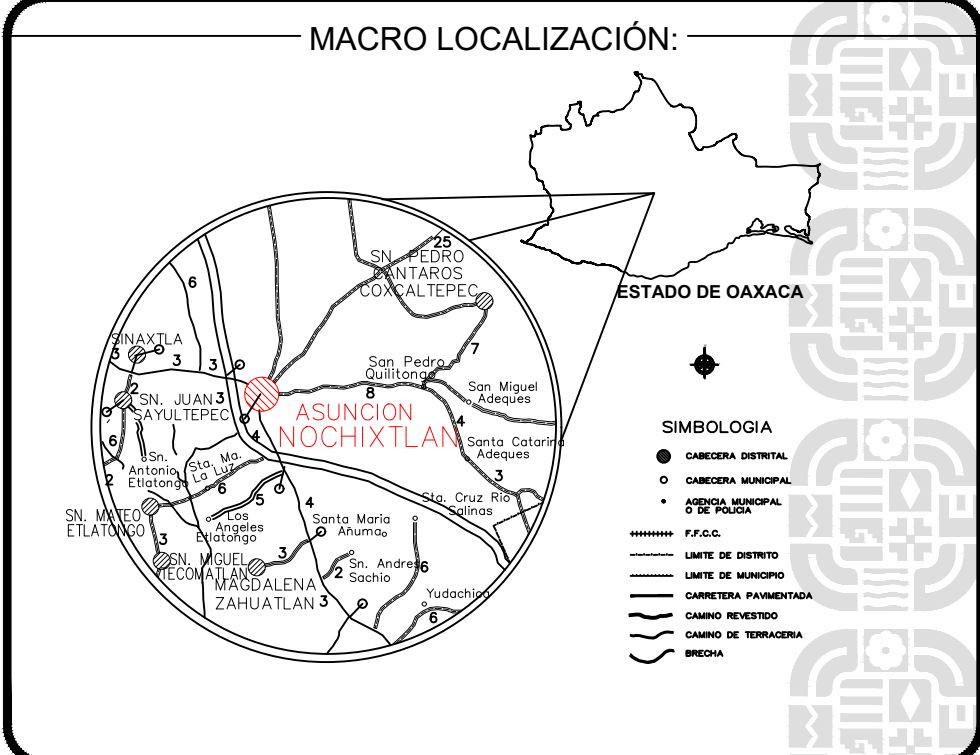 MACRO LOCALIZACIÓN:
ESTADO DE OAXACA
25
SN. PEDRO
CANTAROS
COXCALTEPEC
6
7
SINAXTLA
3
3
3
San Pedro
Quilitongo
8
San Miguel
Adeques
2
SN. JUAN
SAYULTEPEC
3
ASUNCION
NOCHIXTLAN
4
4
Santa Catarina
Adeques
6
Sn.
Antonio
Etlatongo
Sta. Ma.
La Luz
2
6
5
3
4
Sta. Cruz Rio
Salinas
SN. MATEO
ETLATONGO
Los
Angeles
Etlatongo
Santa Maria
Añuma
3
SN. MIGUEL
TECOMATLAN
3
MAGDALENA
ZAHUATLAN
3
2
Sn. Andres
Sachio
6
Yudachico
6
SIMBOLOGIA
CABECERA DISTRITAL
CABECERA MUNICIPAL
AGENCIA MUNICIPAL
O DE POLICIA
F.F.C.C.
LIMITE DE DISTRITO
LIMITE DE MUNICIPIO
CARRETERA PAVIMENTADA
CAMINO REVESTIDO
CAMINO DE TERRACERIA
BRECHA